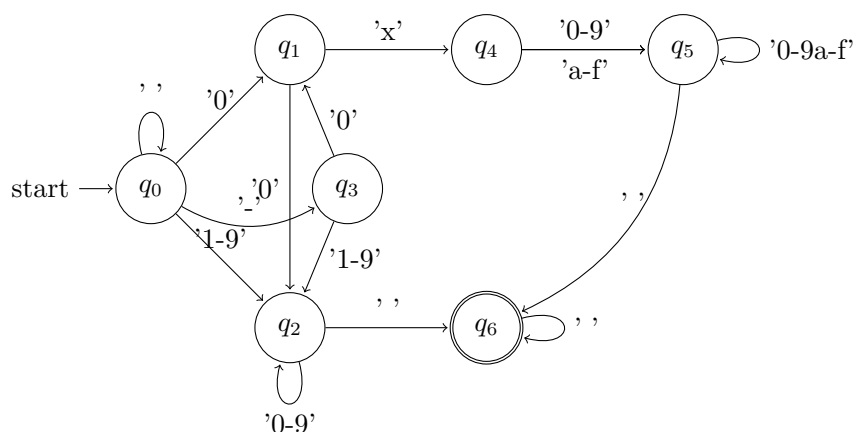 q1 'x' q4 '0-9' 'a-f' q5 '0-9a-f'
' '
'0' '0'
start q0 '-' '0' q3
'1-9' '1-9' ' '
q2 ' ' q6 ' '
'0-9'